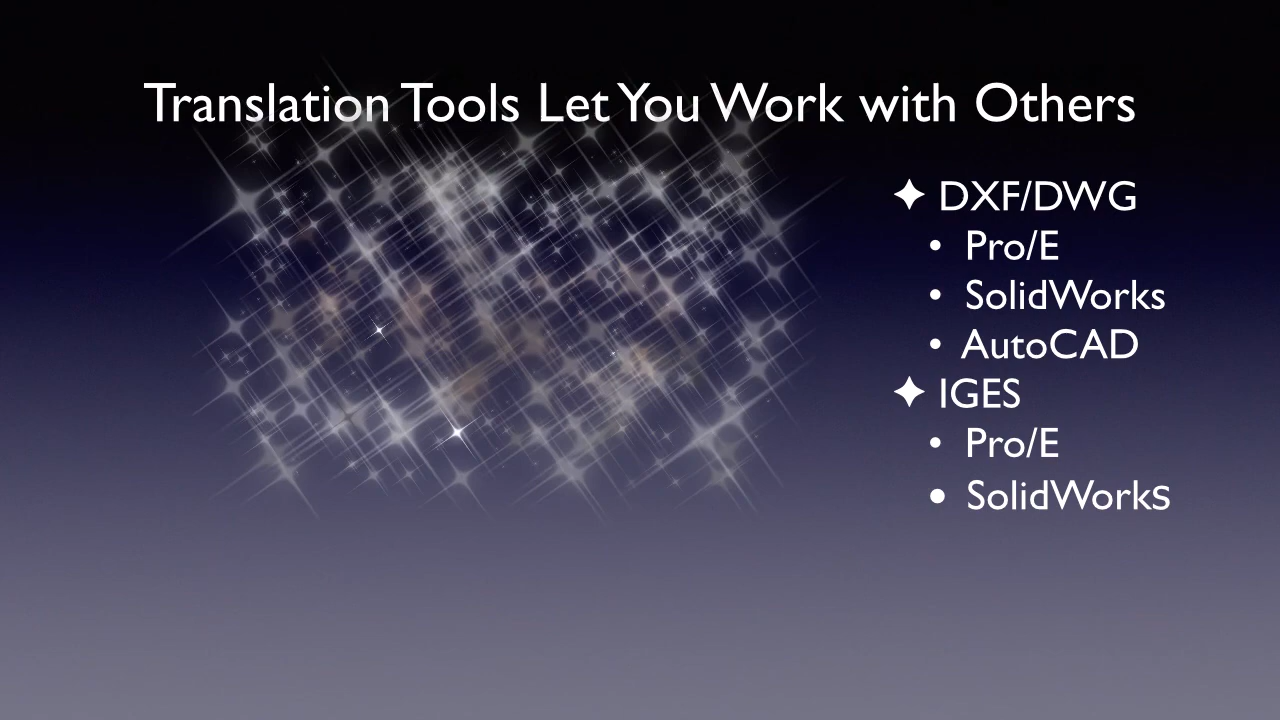 Translation Tools Let You Work with Others
✦ DXF/DWG
• Pro/E
• SolidWorks
• AutoCAD
✦ IGES
• Pro/E
• SolidWorks